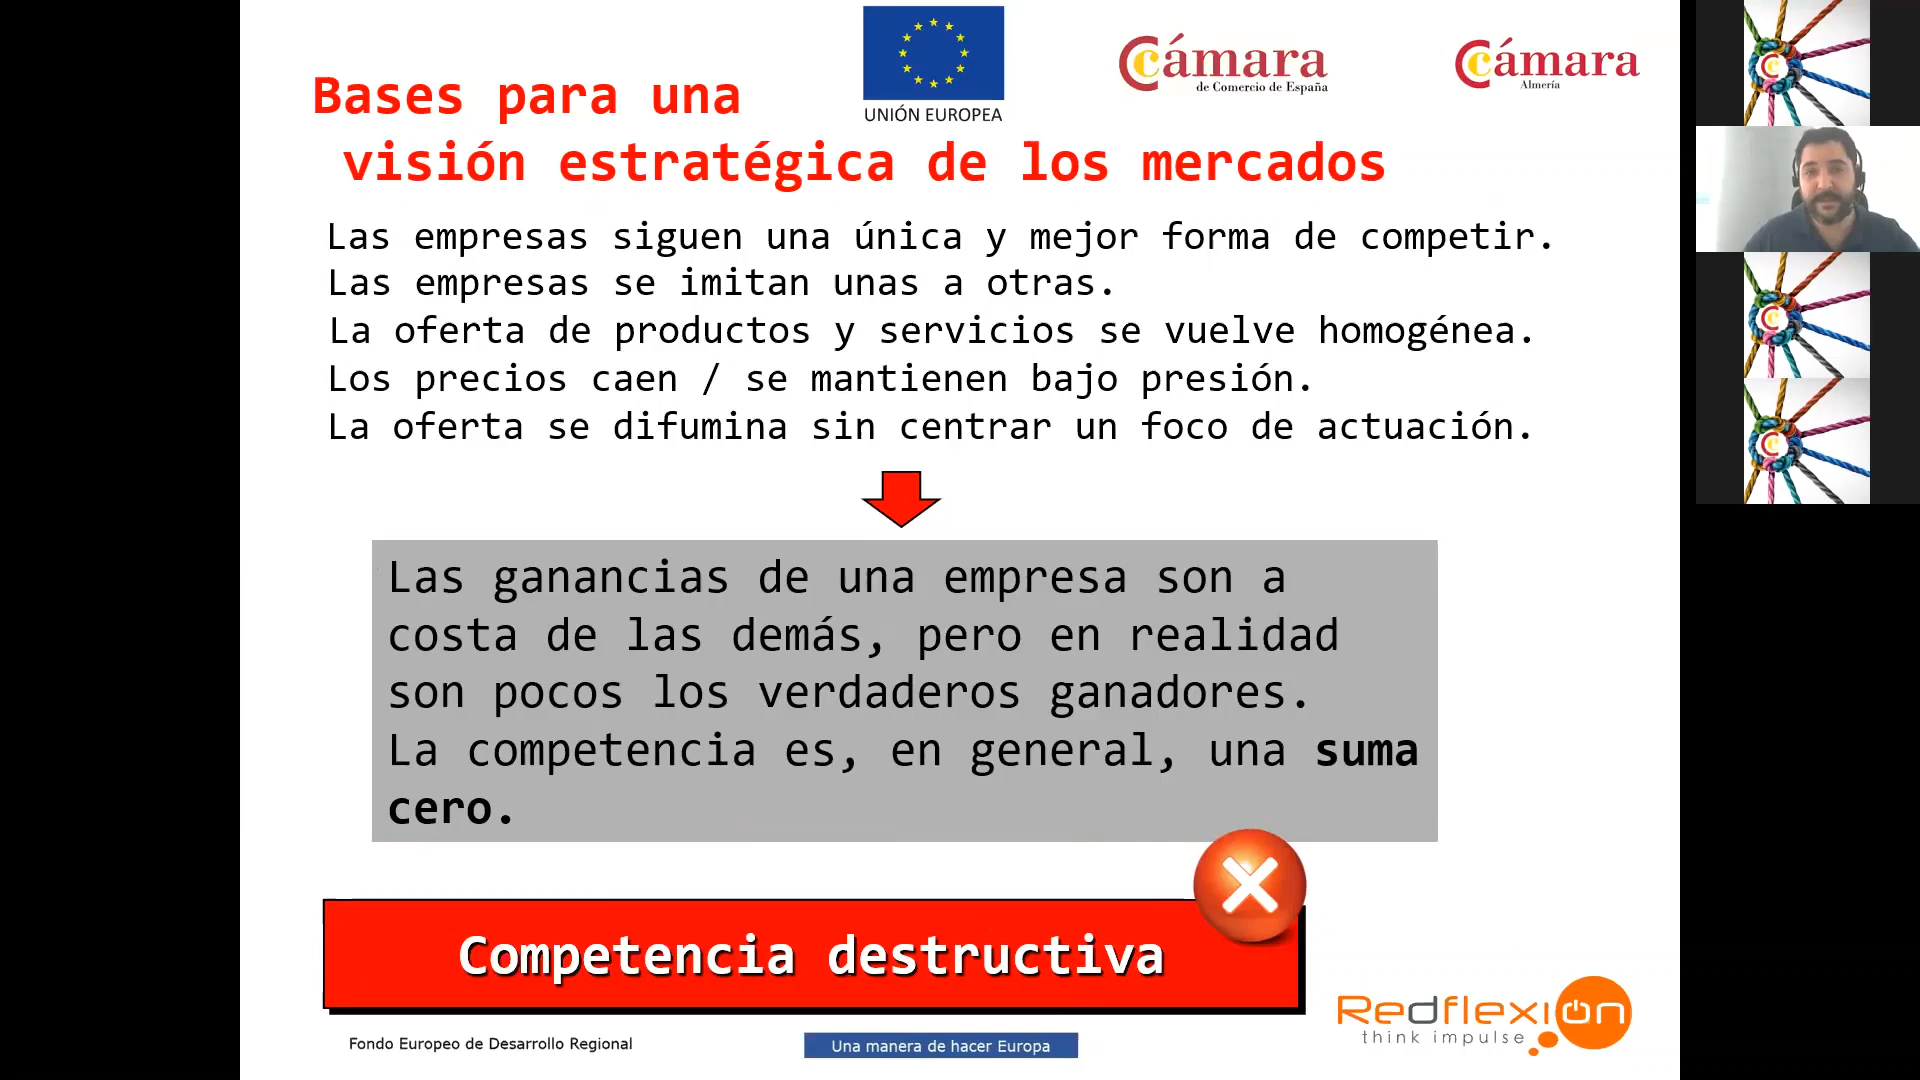 UNIÓN EUROPEA
Cámara
de Comercio de España
Cámara
Almería
Bases para una
visión estratégica de los mercados
Las empresas siguen una única y mejor forma de competir.
Las empresas se imitan unas a otras.
La oferta de productos y servicios se vuelve homogénea.
Los precios caen / se mantienen bajo presión.
La oferta se difumina sin centrar un foco de actuación.
Las ganancias de una empresa son a
costa de las demás, pero en realidad
son pocos los verdaderos ganadores.
La competencia es, en general, una suma
cero.
Competencia destructiva
Redflexion
think impulse
Fondo Europeo de Desarrollo Regional
Una manera de hacer Europa